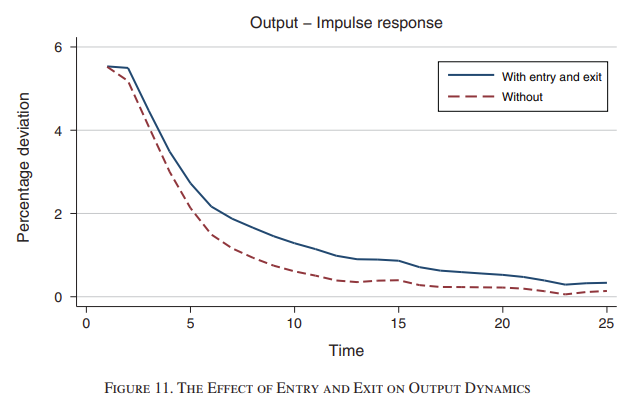 Output – Impulse response
6
With entry and exit
Without
4
2
0
Percentage deviation
0 5 10 15 20 25
Time
FIGURE 11. THE EFFECT OF ENTRY AND EXIT ON OUTPUT DYNAMICS